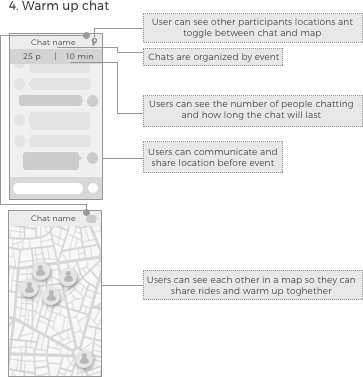 4. Warm up chat
User can see other participants locations ant
toggle between chat and map
Chat name
Chats are organized by event
25 p | 10 min
Users can see the number of people chatting
and how long the chat will last
Users can communicate and
share location before event
Chat name
Users can see each other in a map so they can
share rides and warm up toghether